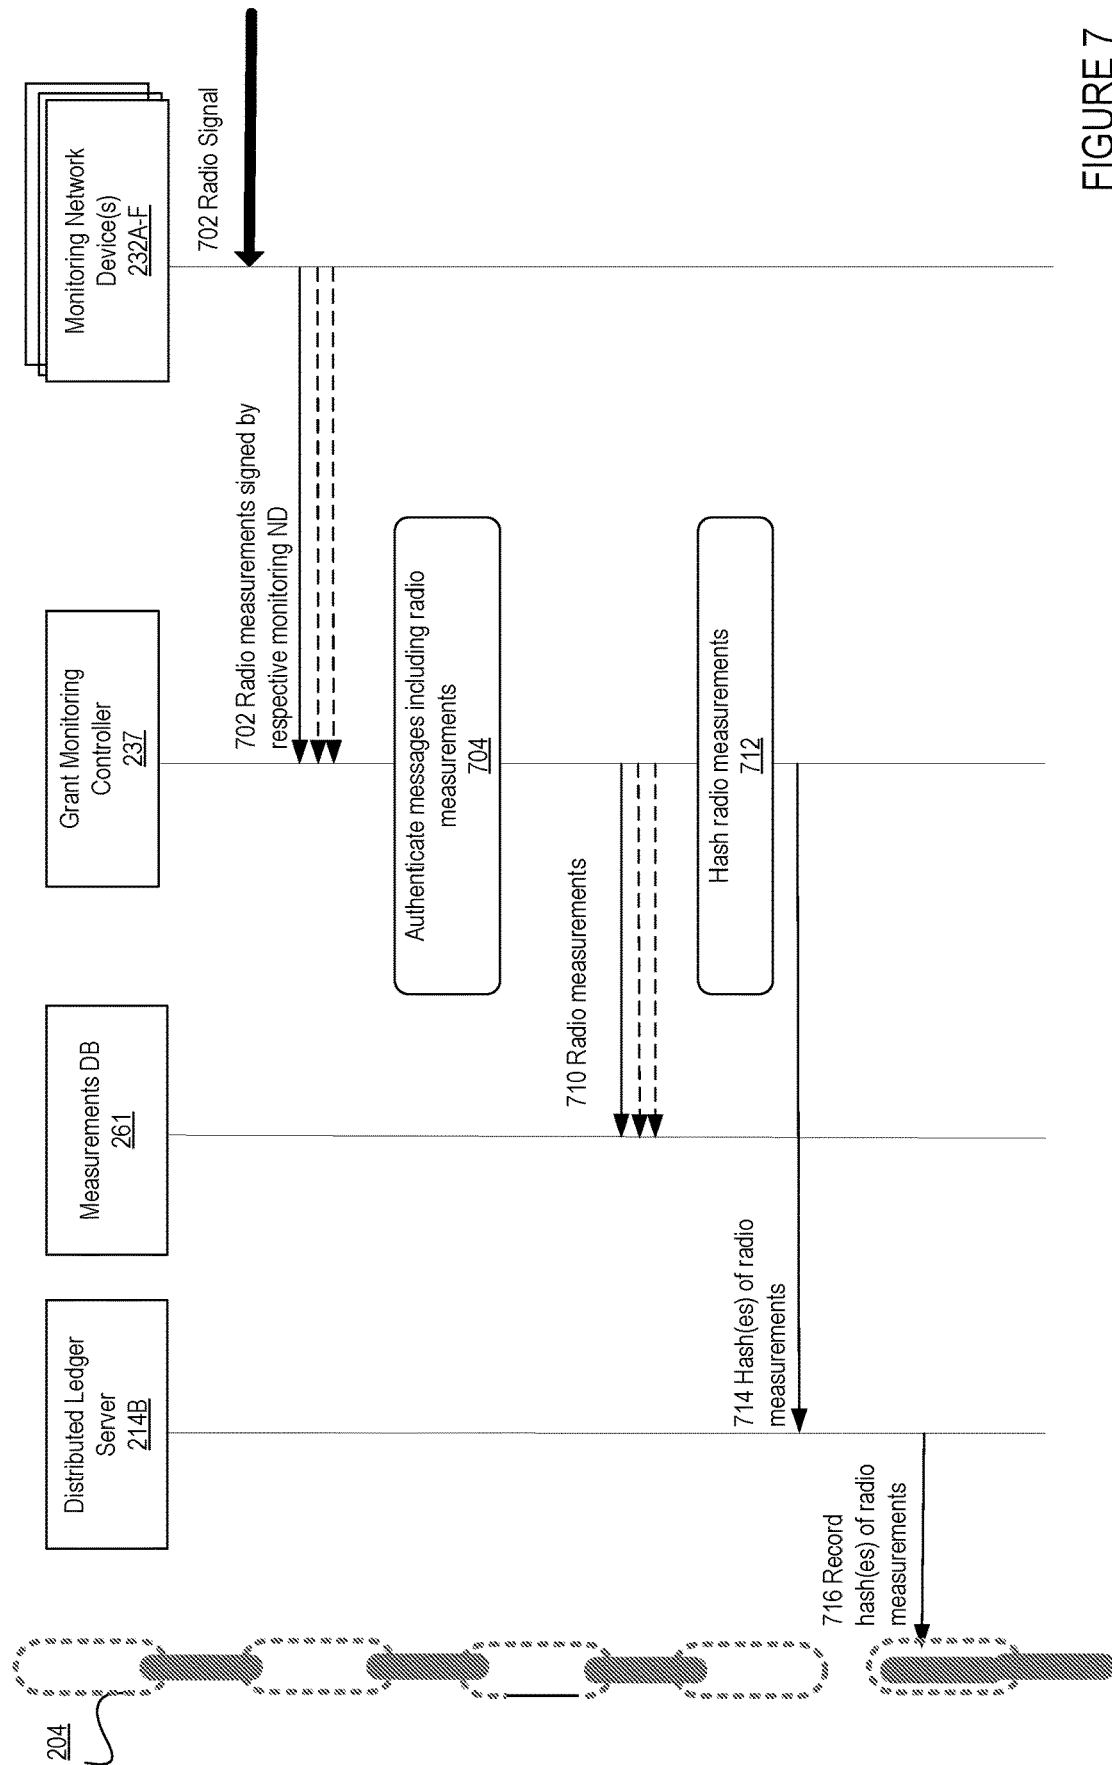 204
Distributed Ledger
Server
214B
Measurements DB
261
Grant Monitoring
Controller
237
Monitoring Network
Device(s)
232A-F
702 Radio Signal
702 Radio measurements signed by
respective monitoring ND
Authenticate messages including radio
measurements
704
710 Radio measurements
Hash radio measurements
712
714 Hash(es) of radio
measurements
716 Record
hash(es) of radio
measurements
FIGURE 7